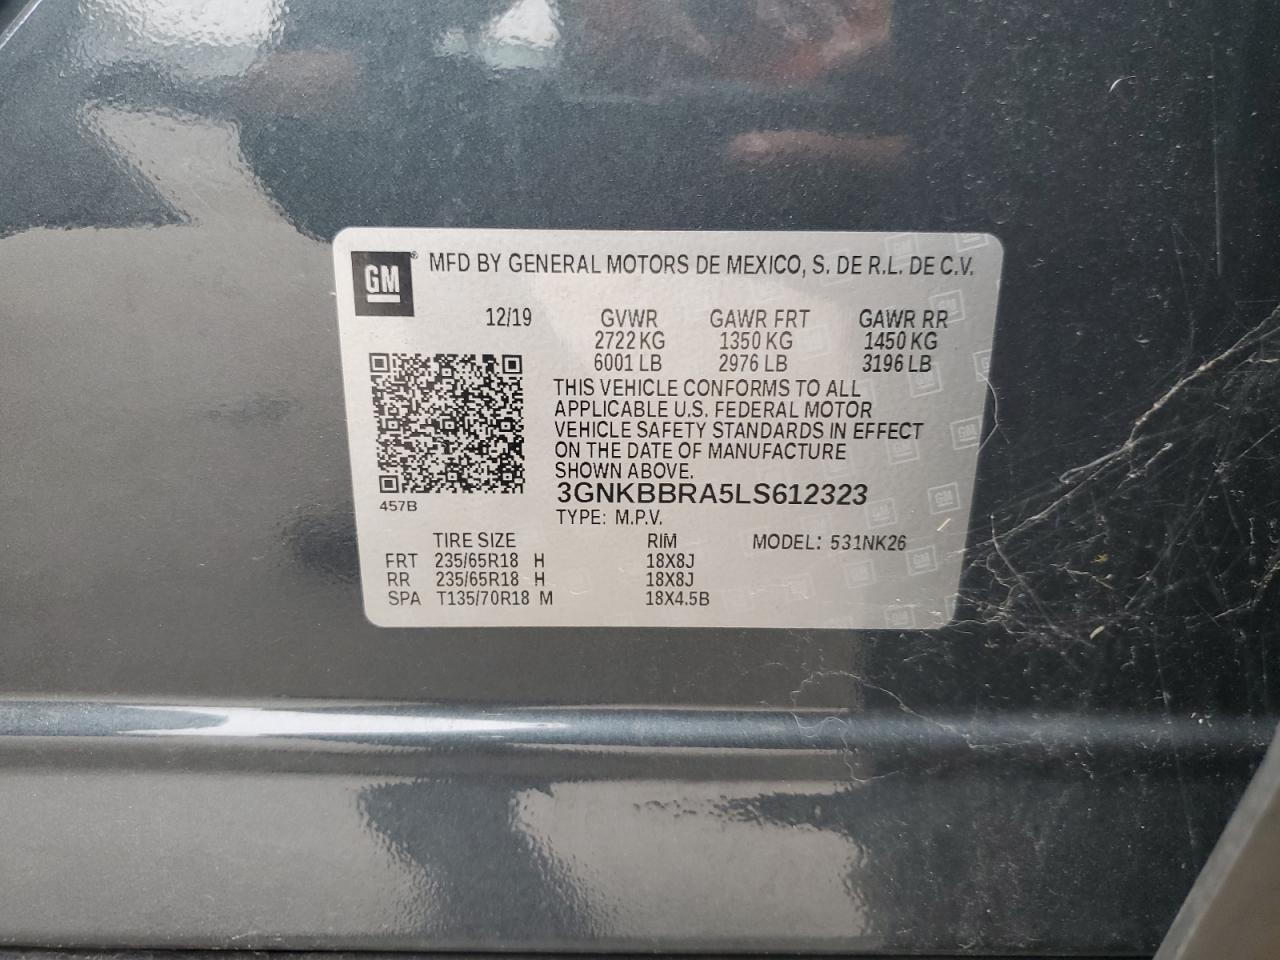 GM® MFD BY GENERAL MOTORS DE MEXICO, S. DE R.L. DE C.V.
12/19 GVWR GAWR FRT GAWR RR
2722 KG 1350 KG 1450 KG
6001 LB 2976 LB 3196 LB
THIS VEHICLE CONFORMS TO ALL
APPLICABLE U.S. FEDERAL MOTOR
VEHICLE SAFETY STANDARDS IN EFFECT
ON THE DATE OF MANUFACTURE
SHOWN ABOVE.
3GNKBBRA5LS612323
457B
TYPE: M.P.V.
TIRE SIZE RIM MODEL: 531NK26
FRT 235/65R18 H 18X8J
RR 235/65R18 H 18X8J
SPA T135/70R18 M 18X4.5B